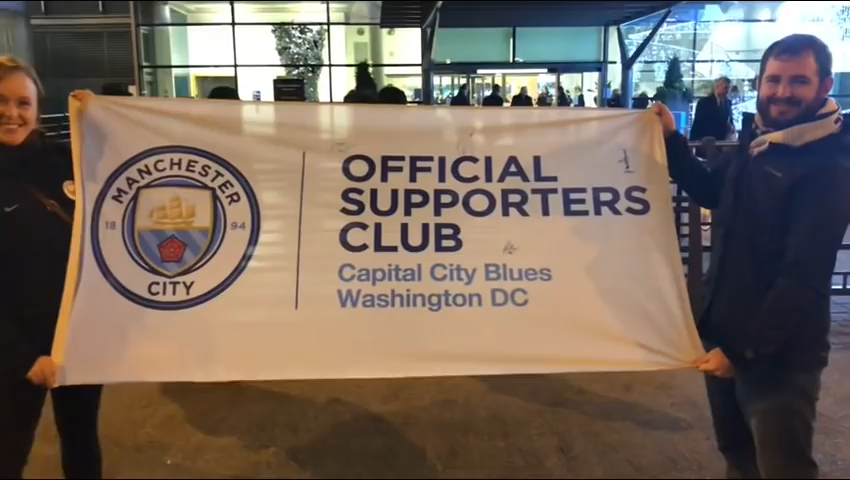 MANCHESTER
18 94
CITY
OFFICIAL
SUPPORTERS
CLUB
Capital City Blues
Washington DC